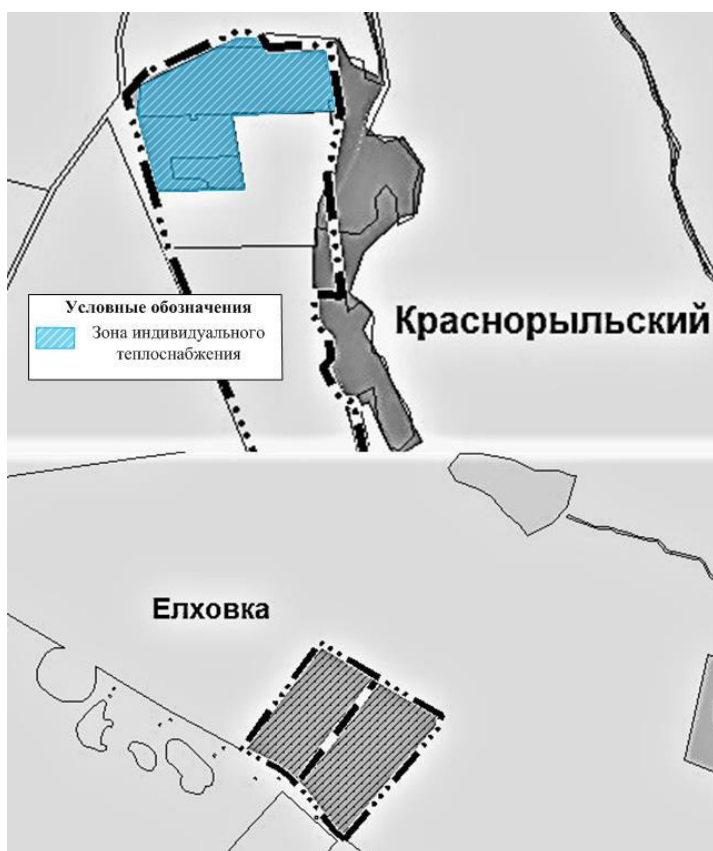 Условные обозначения
Зона индивидуального
теплоснабжения
Краснорыльский
Елховка